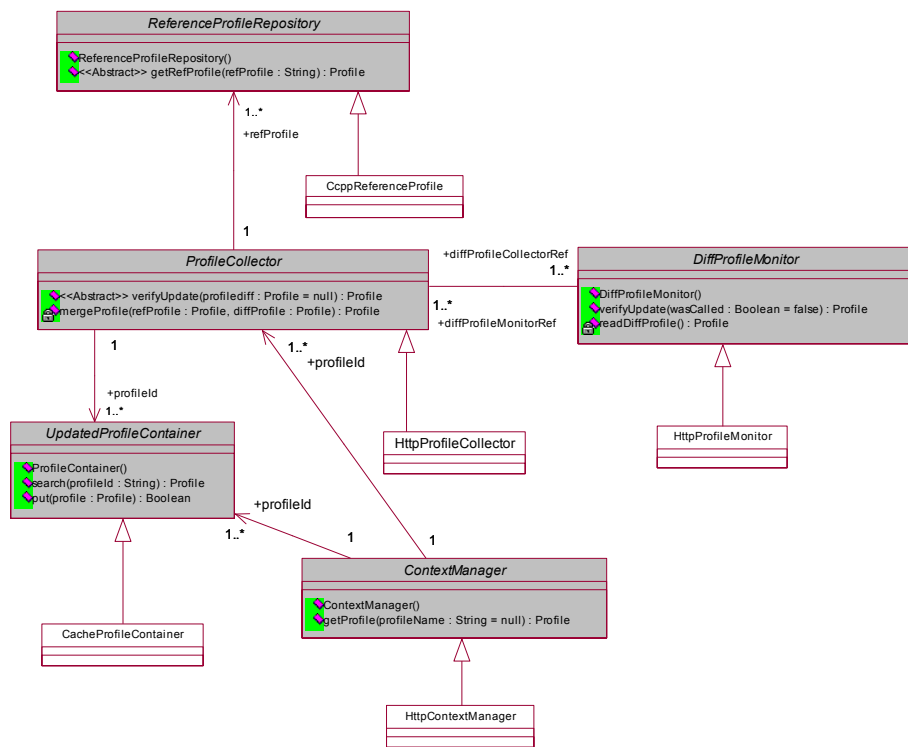 ReferenceProfileRepository
ReferenceProfileRepository()
<<Abstract>> getRefProfile(refProfile : String) : Profile
1..*
+refProfile
CcppReferenceProfile
1
ProfileCollector
<<Abstract>> verifyUpdate(profilediff : Profile = null) : Profile
mergeProfile(refProfile : Profile, diffProfile : Profile) : Profile
+diffProfileCollectorRef
1..*
1..*
+diffProfileMonitorRef
DiffProfileMonitor
DiffProfileMonitor()
verifyUpdate(wasCalled : Boolean = false) : Profile
readDiffProfile() : Profile
1
1..*
+profileId
+profileId
1..*
HttpProfileCollector
HttpProfileMonitor
UpdatedProfileContainer
ProfileContainer()
search(profileId : String) : Profile
put(profile : Profile) : Boolean
+profileId
1..*
1
1
ContextManager
ContextManager()
getProfile(profileName : String = null) : Profile
CacheProfileContainer
HttpContextManager